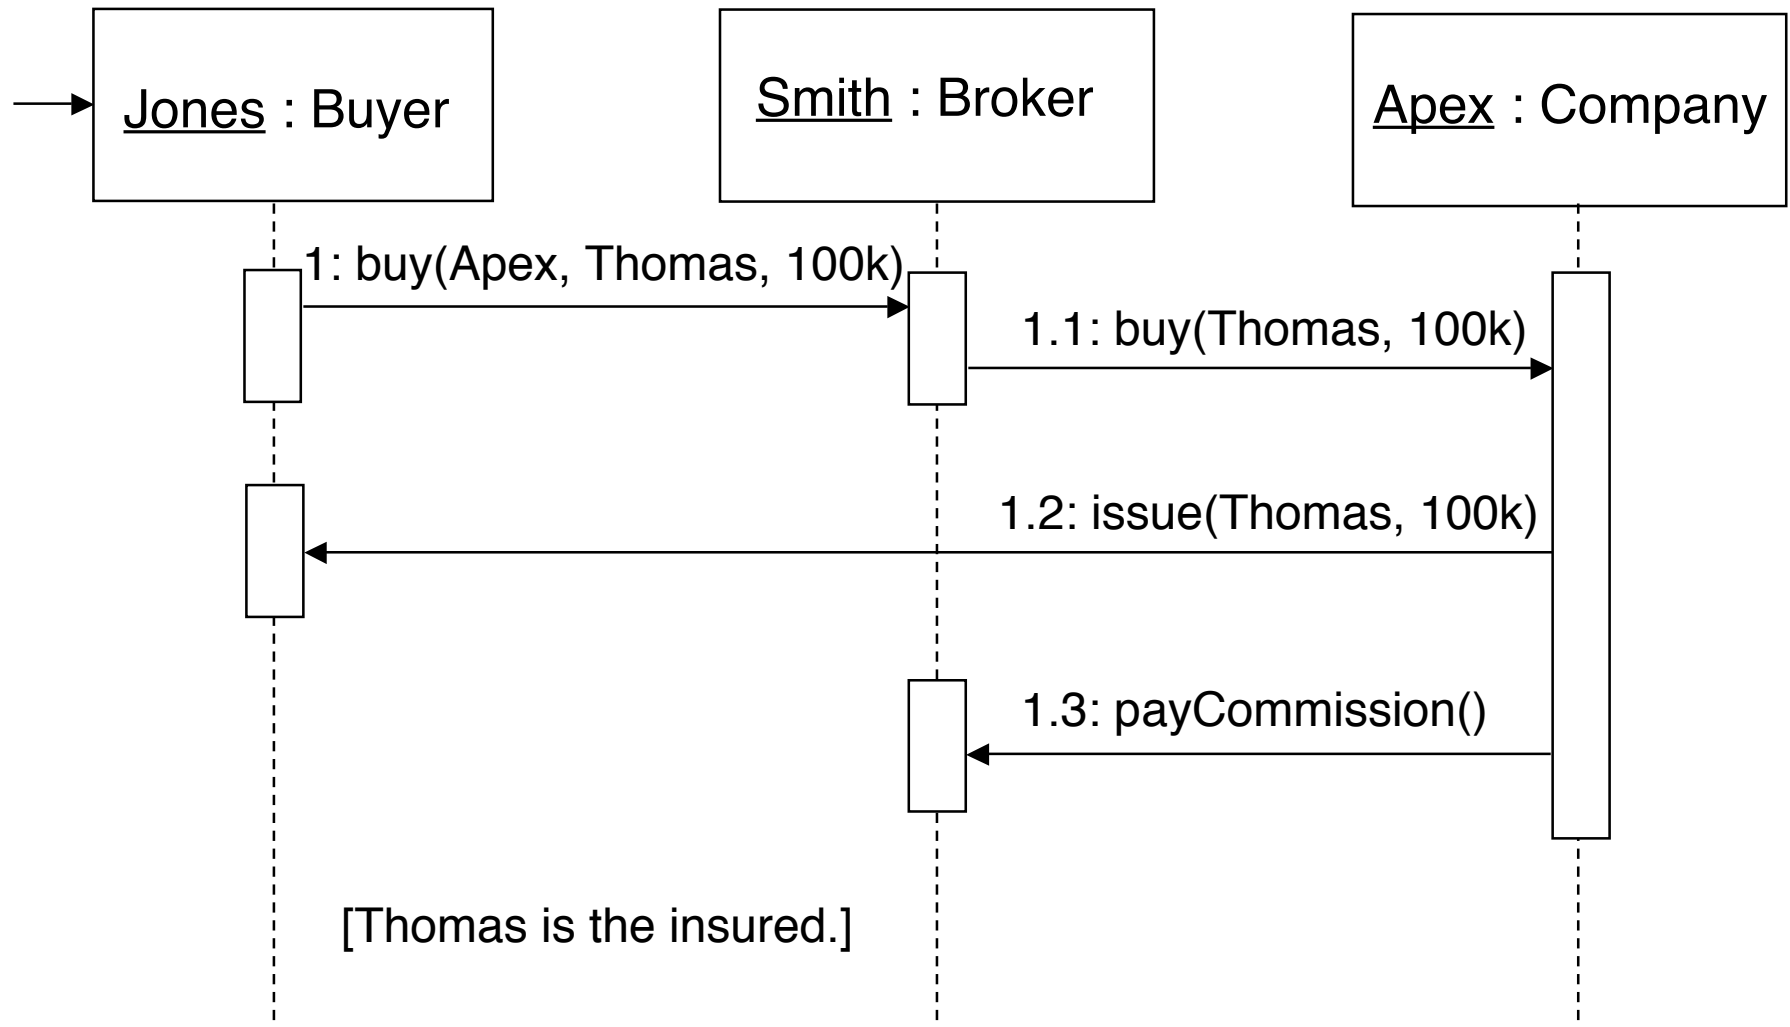 Jones : Buyer
Smith : Broker
Apex : Company
1: buy(Apex, Thomas, 100k)
1.1: buy(Thomas, 100k)
1.2: issue(Thomas, 100k)
1.3: payCommission()
[Thomas is the insured.]